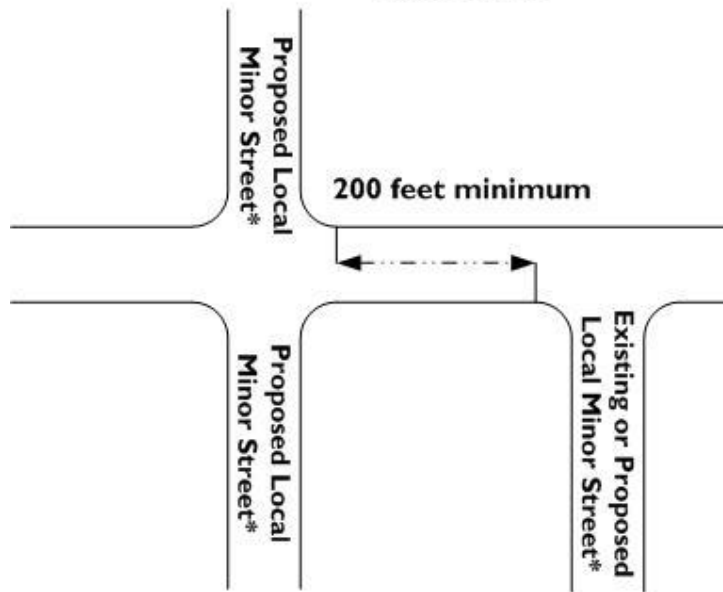 Proposed Local
Minor Street*
200 feet minimum
Proposed Local
Minor Street*
Existing or Proposed
Local Minor Street*